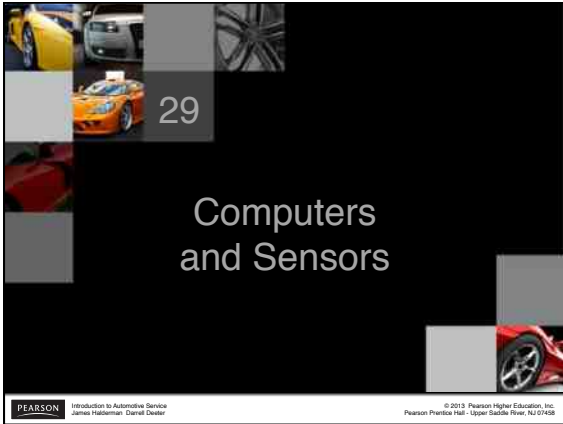 29
Computers
and Sensors
PEARSON
Introduction to Automotive Service
James Halderman Darrell Deeter
© 2013 Pearson Higher Education, Inc.
Pearson Prentice Hall - Upper Saddle River, NJ 07458